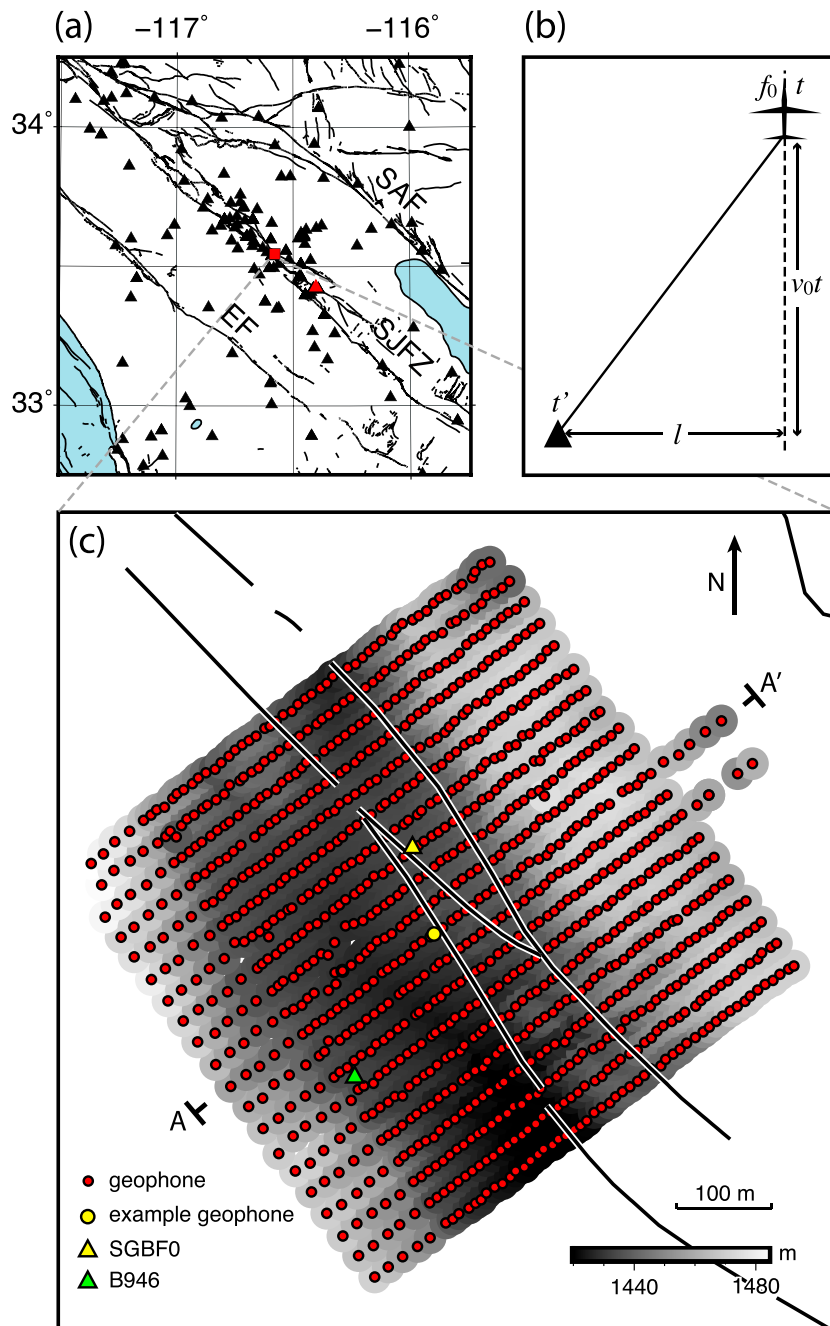 (a)
−117°
−116°
(b)
34°
33°
SAF
EF
SJFZ
f₀ t
v₀t
t'
l
(c)
N
A'
A
geophone
example geophone
SGBF0
B946
100 m
m
1440
1480